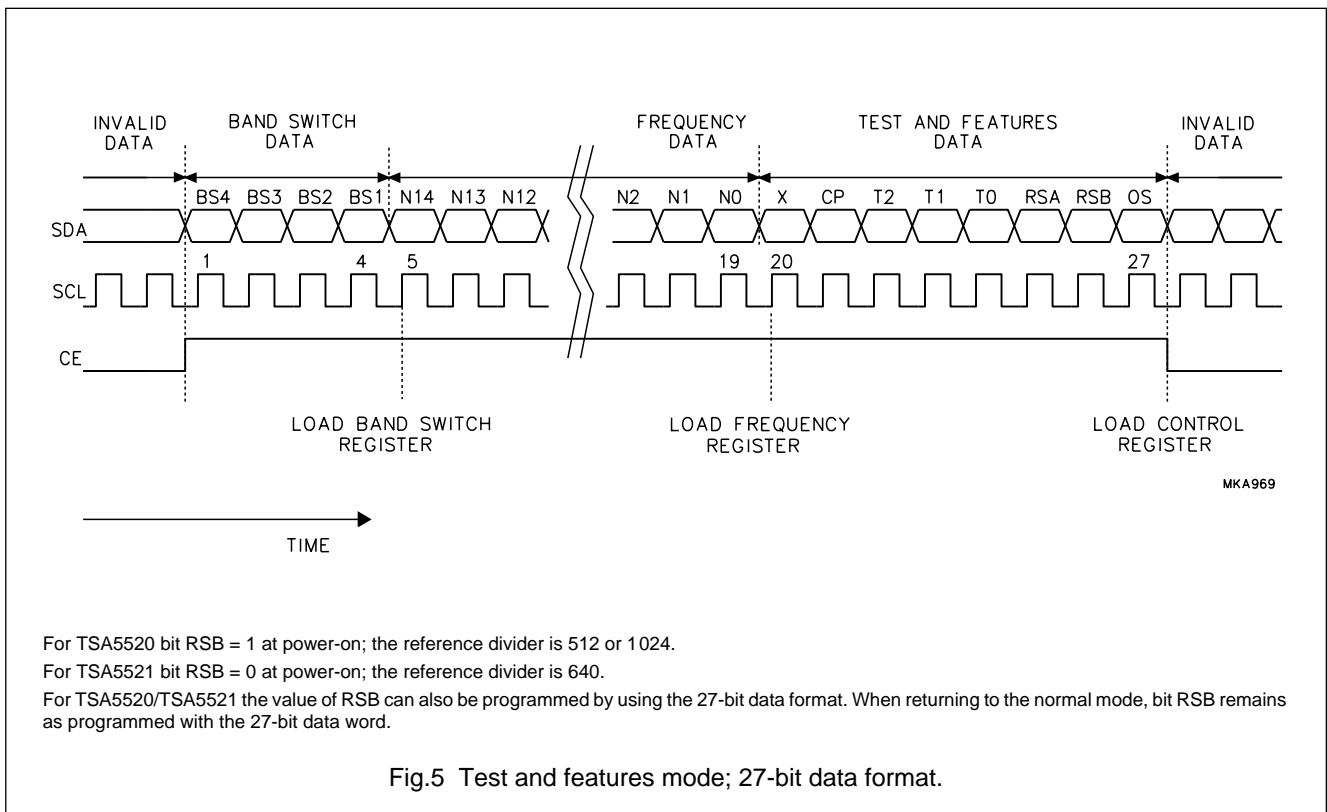 INVALID DATA
BAND SWITCH DATA
FREQUENCY DATA
TEST AND FEATURES DATA
INVALID DATA
BS4 BS3 BS2 BS1 N14 N13 N12 N2 N1 N0 X CP T2 T1 T0 RSA RSB OS
SDA
1 4 5 19 20 27
SCL
CE
LOAD BAND SWITCH REGISTER
LOAD FREQUENCY REGISTER
LOAD CONTROL REGISTER
MKA969
TIME
For TSA5520 bit RSB = 1 at power-on; the reference divider is 512 or 1024.
For TSA5521 bit RSB = 0 at power-on; the reference divider is 640.
For TSA5520/TSA5521 the value of RSB can also be programmed by using the 27-bit data format. When returning to the normal mode, bit RSB remains
as programmed with the 27-bit data word.
Fig.5 Test and features mode; 27-bit data format.